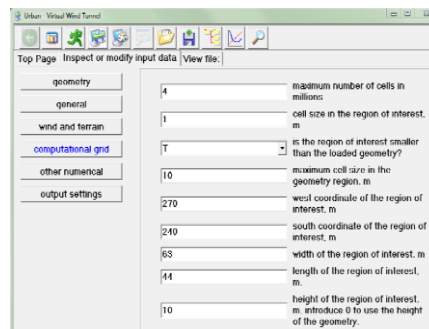 Urban - Virtual Wind Tunnel
Top Page Inspect or modify input data View file:
geometry
general
wind and terrain
computational grid
other numerical
output settings
4 maximum number of cells in
millions
1 cell size in the region of interest,
m
T is the region of interest smaller
than the loaded geometry?
10 maximum cell size in the
geometry region. m
270 west coordinate of the region of
interest. m
240 south coordinate of the region of
interest, m
63 width of the region of interest. m
44 length of the region of interest,
m.
10 height of the region of interest.
m. introduce 0 to use the height
of the geometry.